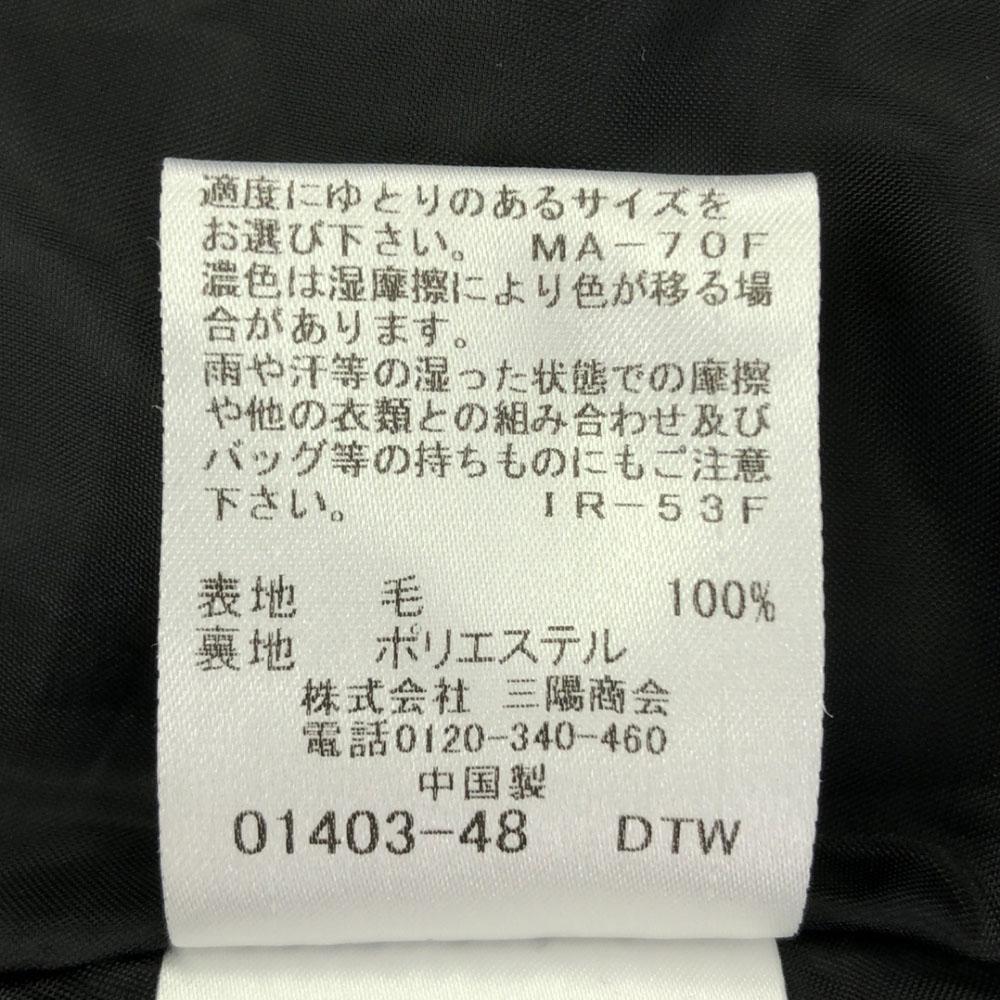 適度にゆとりのあるサイズを
お選び下さい。 MA-70F
濃色は湿摩擦により色が移る場
合があります。
雨や汗等の湿った状態での摩擦
や他の衣類との組み合わせ及び
バッグ等の持ちものにもご注意
下さい。 IR-53F
表地 毛 100%
裏地 ポリエステル
株式会社 三陽商会
電話0120-340-460
中国製
01403-48 DTW